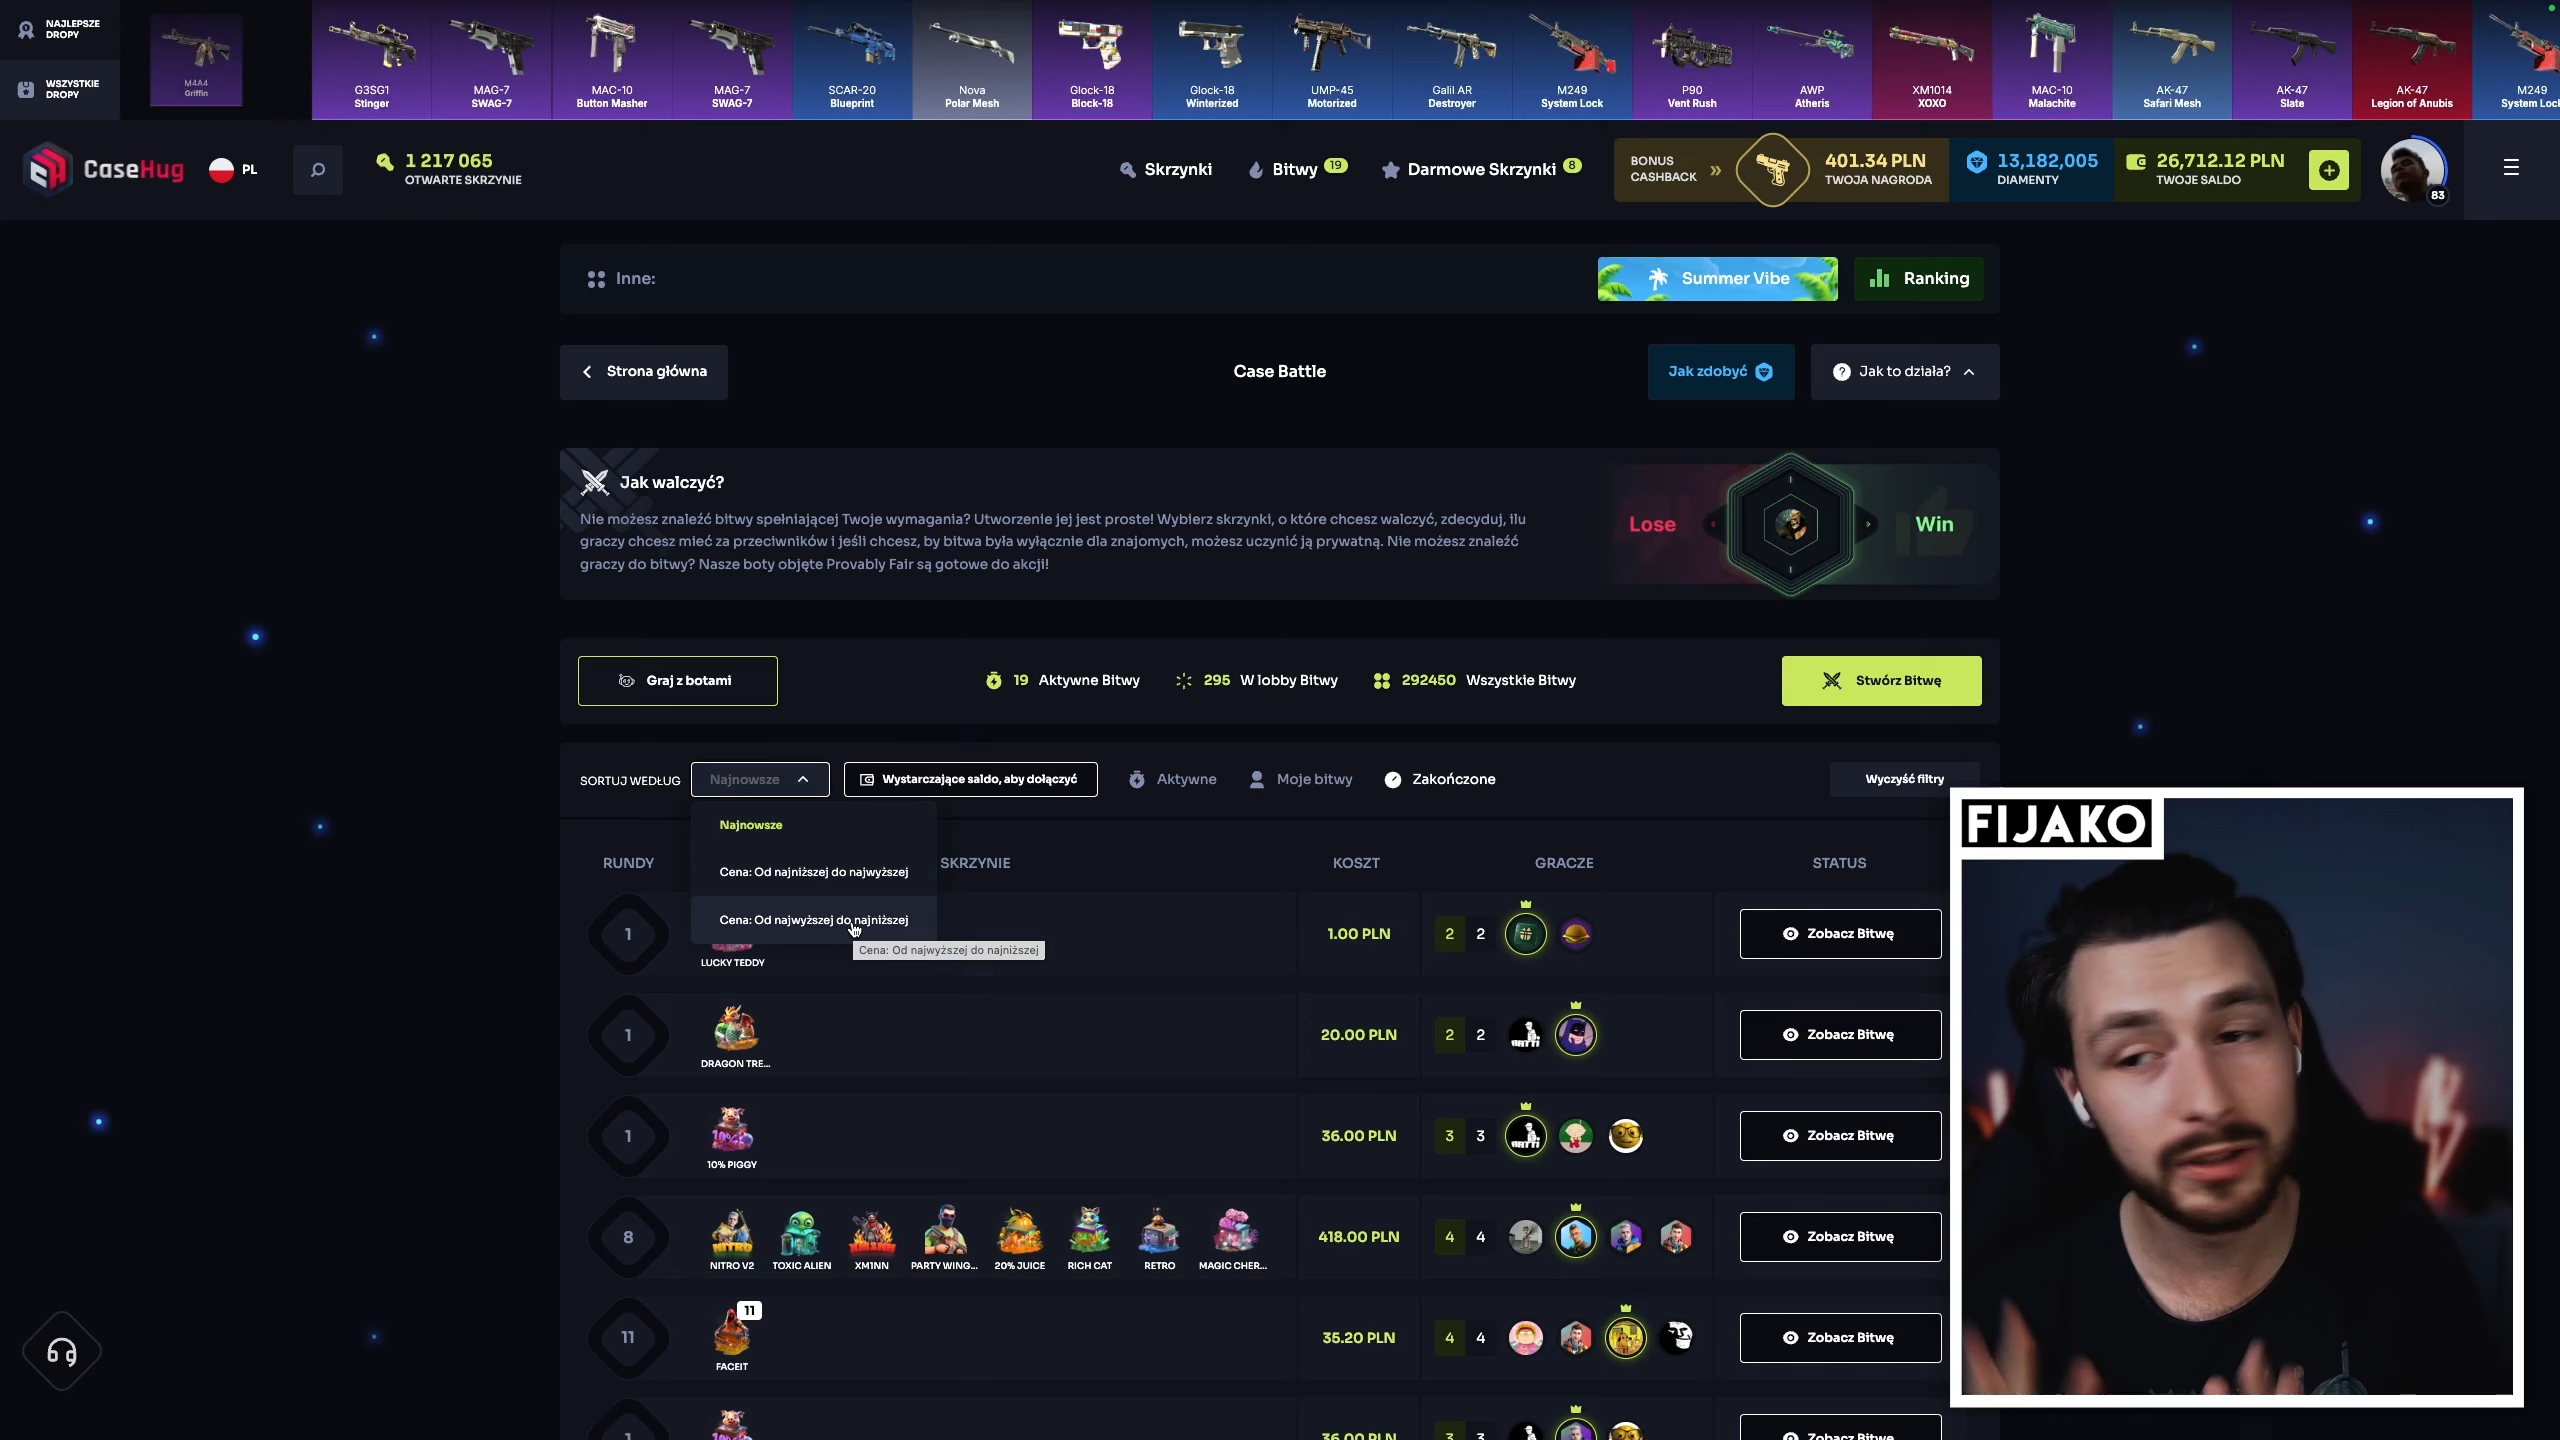 NAJLEPSZE
DROPY
WSZYSTKIE
DROPY
M4A4
Griffin
G3SG1
Stinger
MAG-7
SWAG-7
MAC-10
Button Masher
MAG-7
SWAG-7
SCAR-20
Blueprint
Nova
Polar Mesh
Glock-18
Block-18
Glock-18
Winterized
UMP-45
Motorized
Galil AR
Destroyer
M249
System Lock
P90
Vent Rush
AWP
Atheris
XM1014
XOXO
MAC-10
Malachite
AK-47
Safari Mesh
AK-47
Slate
AK-47
Legion of Anubis
M249
System Lock
CaseHug
PL
1 217 065
OTWARTE SKRZYNIE
Skrzynki
Bitwy 19
Darmowe Skrzynki 8
BONUS
CASHBACK
401.34 PLN
TWOJA NAGRODA
13,182,005
DIAMENTY
26,712.12 PLN
TWOJE SALDO
83
Inne:
Summer Vibe
Ranking
Strona główna
Case Battle
Jak zdobyć
Jak to działa?
Jak walczyć?
Nie możesz znaleźć bitwy spełniającej Twoje wymagania? Utworzenie jej jest proste! Wybierz skrzynki, o które chcesz walczyć, zdecyduj, ilu
graczy chcesz mieć za przeciwników i jeśli chcesz, by bitwa była wyłącznie dla znajomych, możesz uczynić ją prywatną. Nie możesz znaleźć
graczy do bitwy? Nasze boty objęte Provably Fair są gotowe do akcji!
Lose
Win
Graj z botami
19 Aktywne Bitwy
295 W lobby Bitwy
292450 Wszystkie Bitwy
Stwórz Bitwę
SORTUJ WEDŁUG
Najnowsze
Wystarczające saldo, aby dołączyć
Aktywne
Moje bitwy
Zakończone
Wyczyść filtry
Najnowsze
Cena: Od najniższej do najwyższej
Cena: Od najwyższej do najniższej
Cena: Od najwyższej do najniższej
RUNDY
SKRZYNIE
KOSZT
GRACZE
STATUS
1
LUCKY TEDDY
1.00 PLN
2 2
Zobacz Bitwę
1
DRAGON TRE...
20.00 PLN
2 2
Zobacz Bitwę
1
10% PIGGY
36.00 PLN
3 3
Zobacz Bitwę
8
NITRO V2
TOXIC ALIEN
XM1NN
PARTY WING...
20% JUICE
RICH CAT
RETRO
MAGIC CHER...
418.00 PLN
4 4
Zobacz Bitwę
11
11
FACEIT
35.20 PLN
4 4
Zobacz Bitwę
1
36.00 PLN
3 3
Zobacz Bitwę
FIJAKO